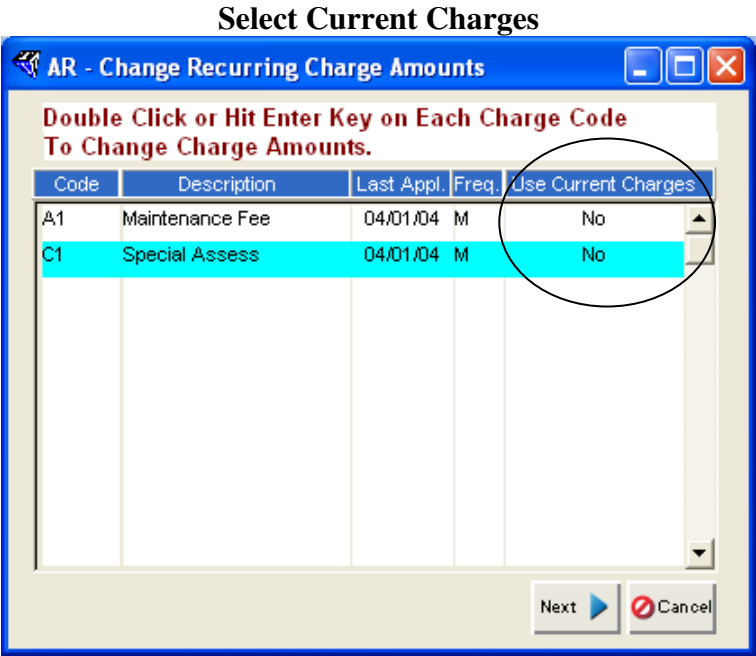 Select Current Charges
AR - Change Recurring Charge Amounts
Double Click or Hit Enter Key on Each Charge Code
To Change Charge Amounts.
Code Description Last Appl. Freq. Use Current Charges
A1 Maintenance Fee 04/01/04 M No
C1 Special Assess 04/01/04 M No
Next Cancel